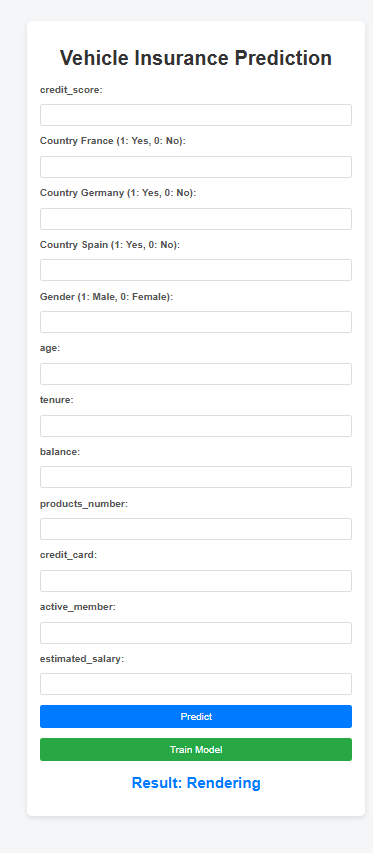 Vehicle Insurance Prediction
credit_score:
Country France (1: Yes, 0: No):
Country Germany (1: Yes, 0: No):
Country Spain (1: Yes, 0: No):
Gender (1: Male, 0: Female):
age:
tenure:
balance:
products_number:
credit_card:
active_member:
estimated_salary:
Predict
Train Model
Result: Rendering